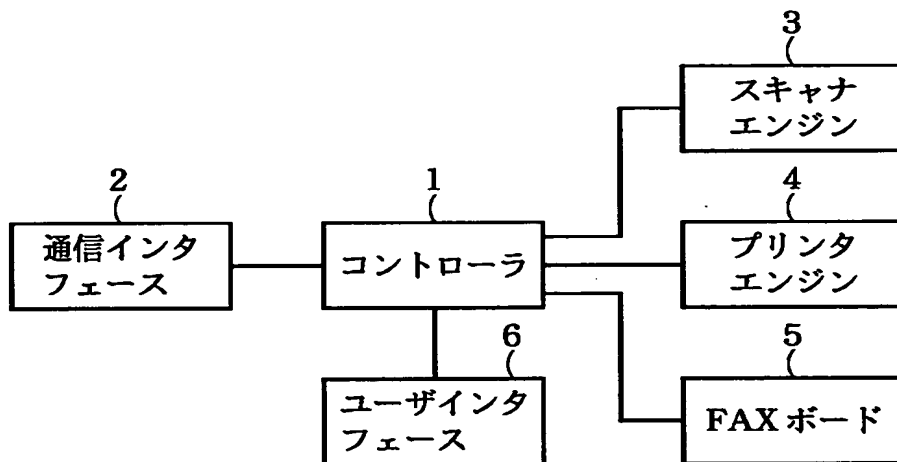 3
スキャナ
エンジン
2
1
4
通信インタ
フェース
コントローラ
プリンタ
エンジン
6
5
ユーザインタ
フェース
FAXボード